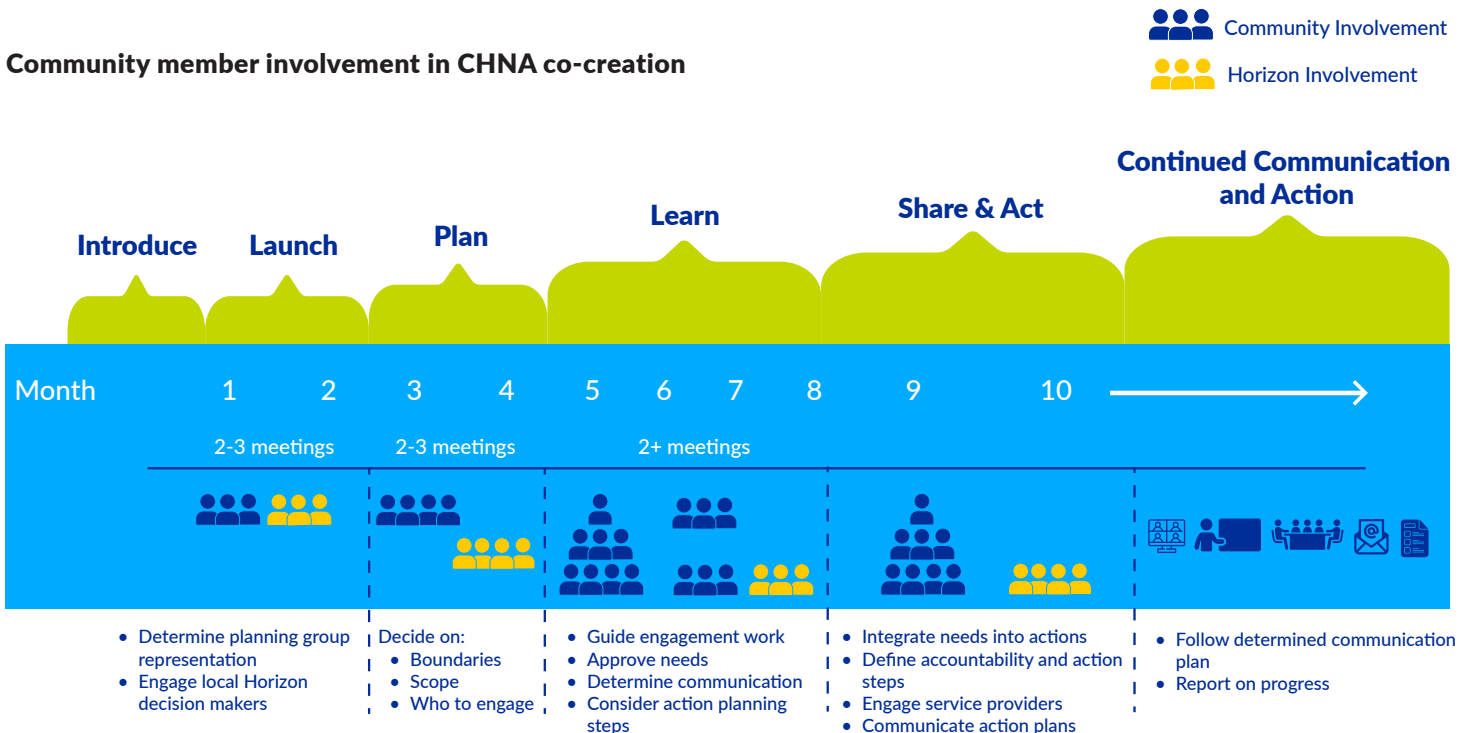 Community Involvement
Community member involvement in CHNA co-creation
Horizon Involvement
Continued Communication
and Action
Share & Act
Learn
Plan
Introduce
Launch
Month 1 2 3 4 5 6 7 8 9 10
2-3 meetings 2-3 meetings 2+ meetings
• Determine planning group
representation
• Engage local Horizon
decision makers
Decide on:
• Boundaries
• Scope
• Who to engage
• Guide engagement work
• Approve needs
• Determine communication
• Consider action planning
steps
• Integrate needs into actions
• Define accountability and action
steps
• Engage service providers
• Communicate action plans
• Follow determined communication
plan
• Report on progress